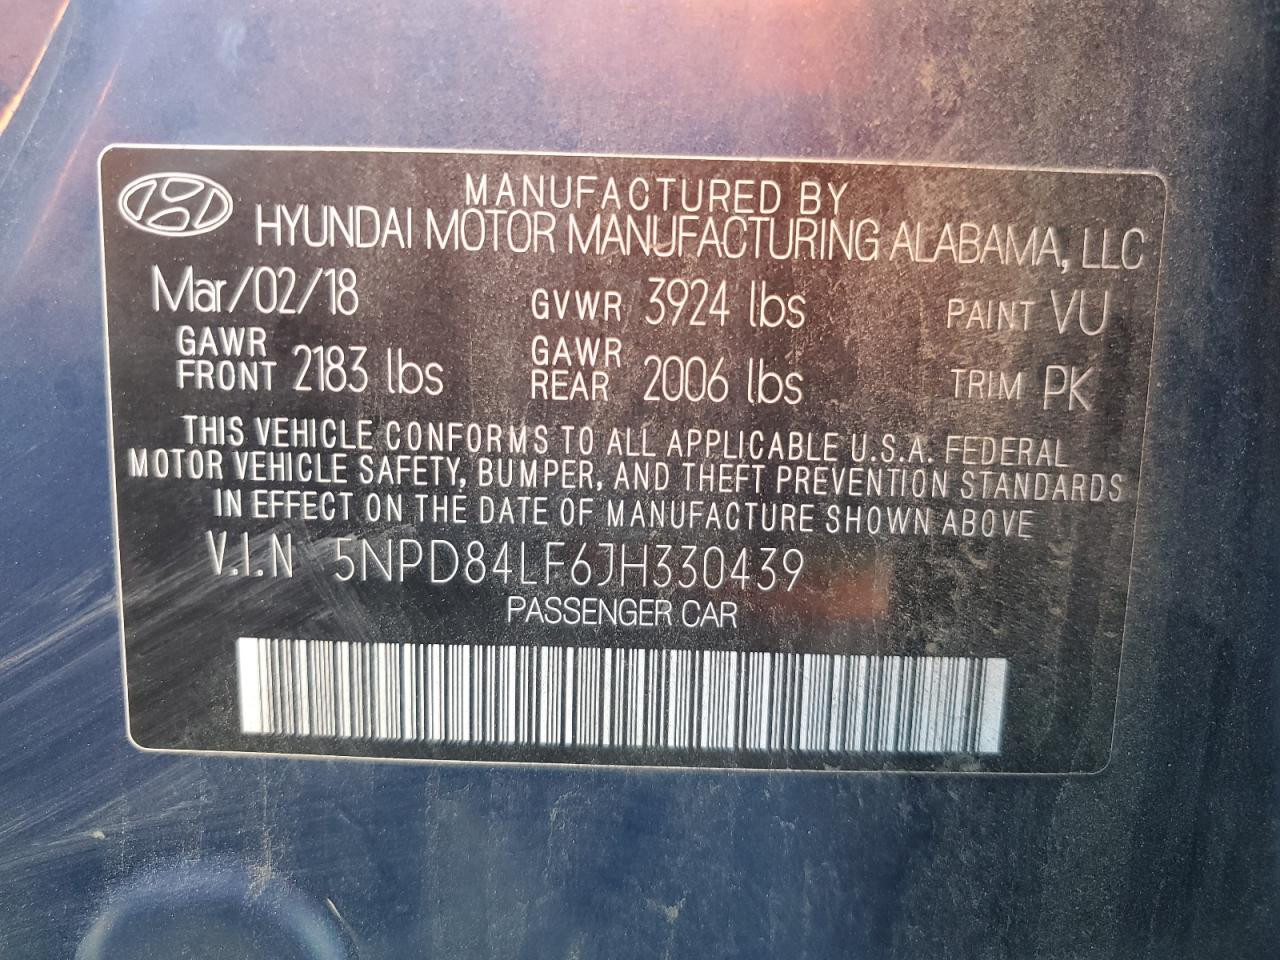 MANUFACTURED BY
HYUNDAI MOTOR MANUFACTURING ALABAMA, LLC
Mar/02/18 GVWR 3924 lbs PAINT VU
GAWR FRONT 2183 lbs GAWR REAR 2006 lbs TRIM PK
THIS VEHICLE CONFORMS TO ALL APPLICABLE U.S.A. FEDERAL
MOTOR VEHICLE SAFETY, BUMPER, AND THEFT PREVENTION STANDARDS
IN EFFECT ON THE DATE OF MANUFACTURE SHOWN ABOVE
V.I.N 5NPD84LF6JH330439
PASSENGER CAR